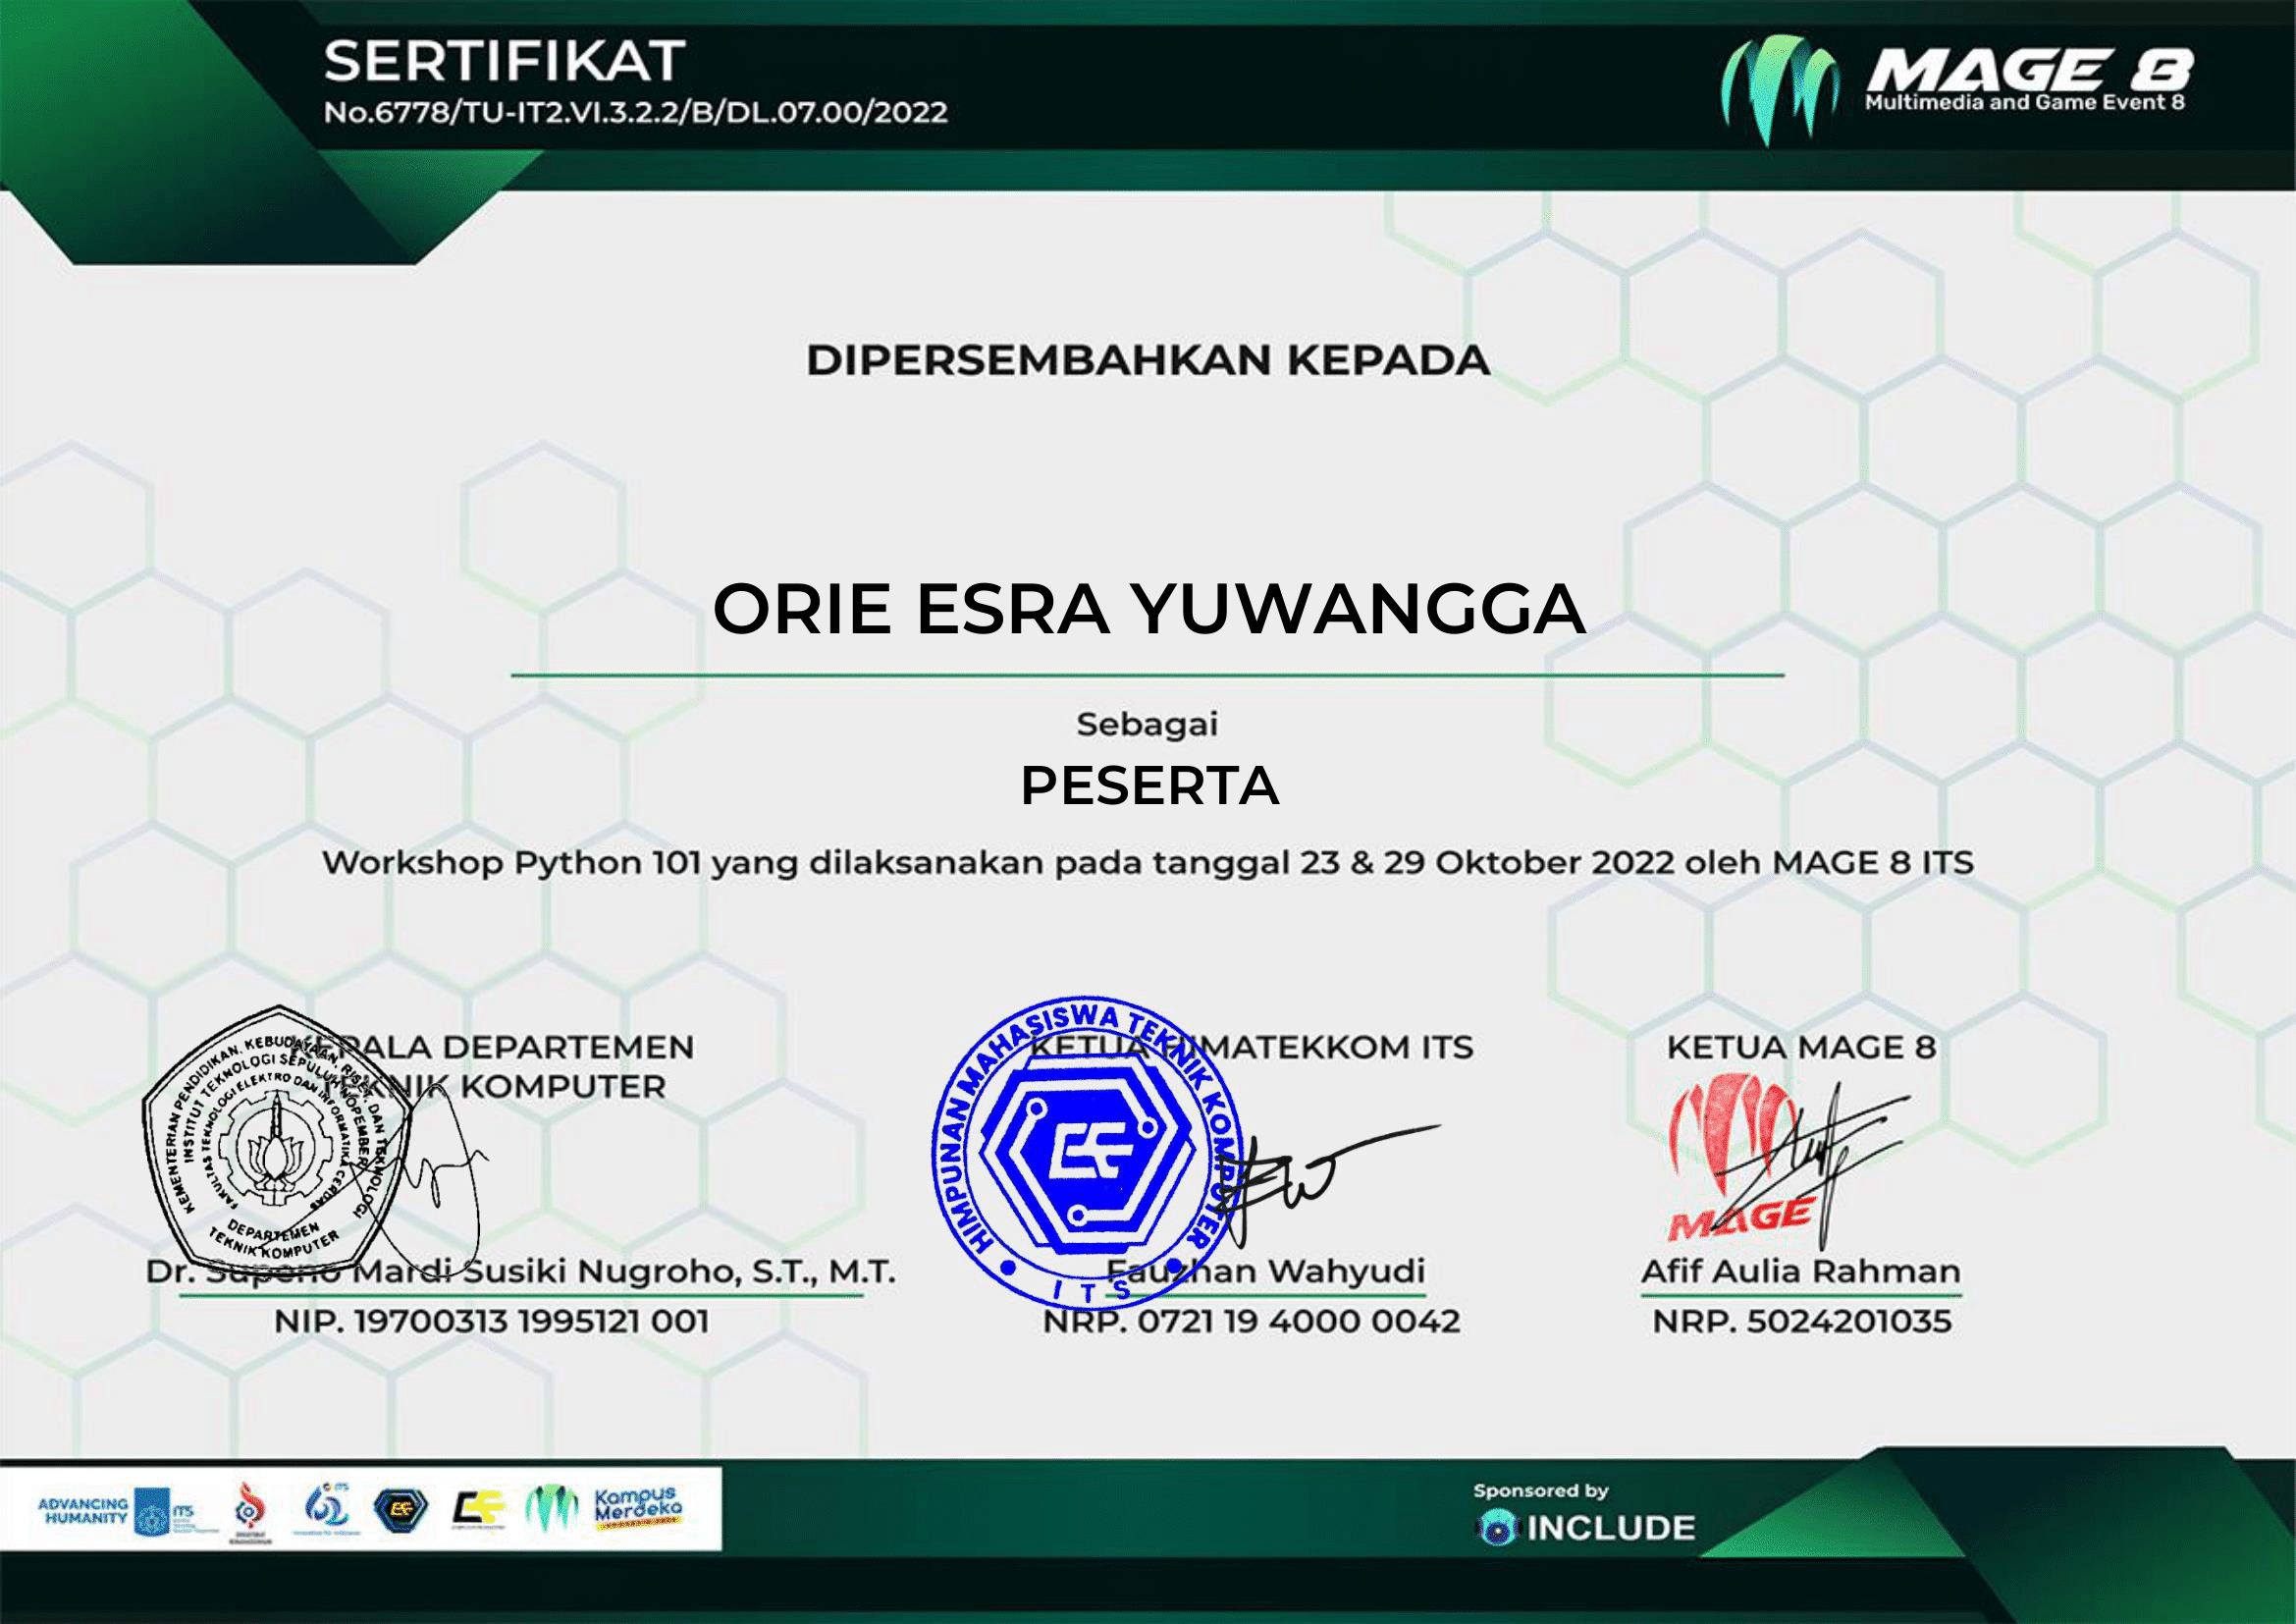 SERTIFIKAT
No.6778/TU-IT2.VI.3.2.2/B/DL.07.00/2022
MAGE 8
Multimedia and Game Event 8
DIPERSEMBAHKAN KEPADA
ORIE ESRA YUWANGGA
Sebagai
PESERTA
Workshop Python 101 yang dilaksanakan pada tanggal 23 & 29 Oktober 2022 oleh MAGE 8 ITS
KEPALA DEPARTEMEN
TEKNIK KOMPUTER
KEMENTERIAN PENDIDIKAN, KEBUDAYAAN, RISET, DAN TEKNOLOGI
INSTITUT TEKNOLOGI SEPULUH NOPEMBER
FAKULTAS TEKNOLOGI ELEKTRO DAN INFORMATIKA CERDAS
DEPARTEMEN
TEKNIK KOMPUTER
Dr. Supeno Mardi Susiki Nugroho, S.T., M.T.
NIP. 19700313 1995121 001
KETUA HIMATEKKOM ITS
HIMPUNAN MAHASISWA TEKNIK KOMPUTER
ITS
Fauzhan Wahyudi
NRP. 0721 19 4000 0042
KETUA MAGE 8
MAGE
Afif Aulia Rahman
NRP. 5024201035
ADVANCING
HUMANITY
ITS
Kampus
Merdeka
Sponsored by
INCLUDE